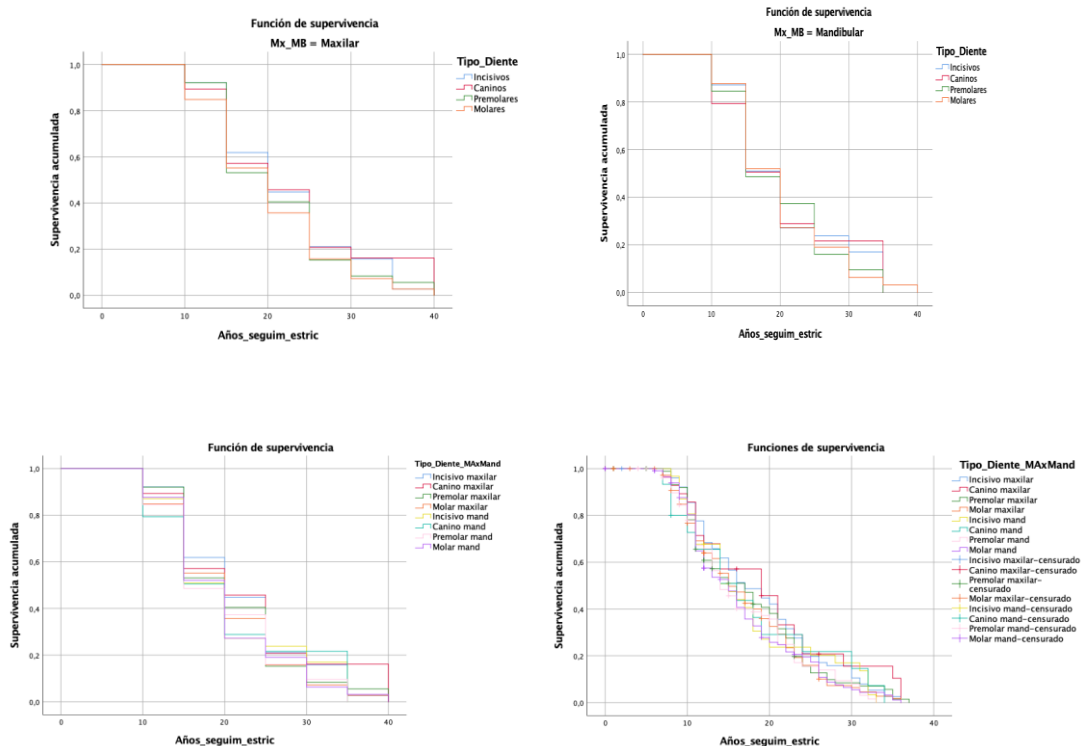 Función de supervivencia
Mx_MB = Maxilar
Tipo_Diente
Incisivos
Caninos
Premolares
Molares
Supervivencia acumulada
1,0
0,8
0,6
0,4
0,2
0,0
0 10 20 30 40
Años_seguim_estric
Función de supervivencia
Mx_MB = Mandibular
Tipo_Diente
Incisivos
Caninos
Premolares
Molares
Supervivencia acumulada
1,0
0,8
0,6
0,4
0,2
0,0
0 10 20 30 40
Años_seguim_estric
Función de supervivencia
Tipo_Diente_MAxMand
Incisivo maxilar
Canino maxilar
Premolar maxilar
Molar maxilar
Incisivo mand
Canino mand
Premolar mand
Molar mand
Supervivencia acumulada
1,0
0,8
0,6
0,4
0,2
0,0
0 10 20 30 40
Años_seguim_estric
Funciones de supervivencia
Tipo_Diente_MAxMand
Incisivo maxilar
Canino maxilar
Premolar maxilar
Molar maxilar
Incisivo mand
Canino mand
Premolar mand
Molar mand
Incisivo maxilar-censurado
Canino maxilar-censurado
Premolar maxilar-
censurado
Molar maxilar-censurado
Incisivo mand-censurado
Canino mand-censurado
Premolar mand-censurado
Molar mand-censurado
Supervivencia acumulada
1,0
0,8
0,6
0,4
0,2
0,0
0 10 20 30 40
Años_seguim_estric